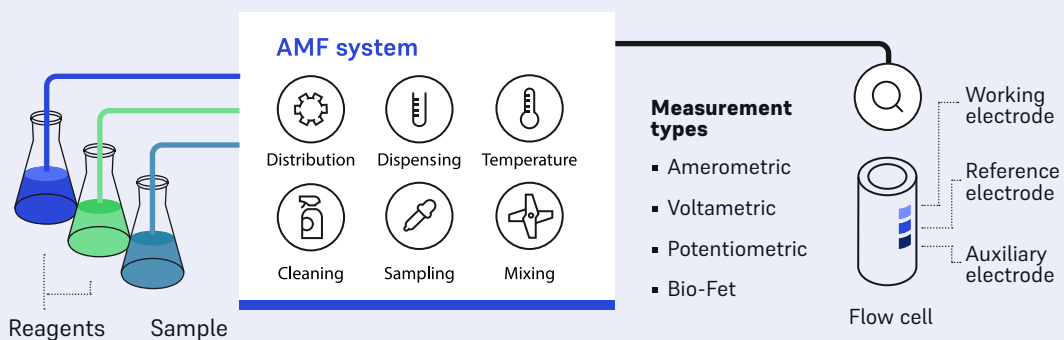 AMF system
Distribution
Dispensing
Temperature
Cleaning
Sampling
Mixing
Reagents
Sample
Measurement
types
▪ Amerometric
▪ Voltametric
▪ Potentiometric
▪ Bio-Fet
Working
electrode
Reference
electrode
Auxiliary
electrode
Flow cell